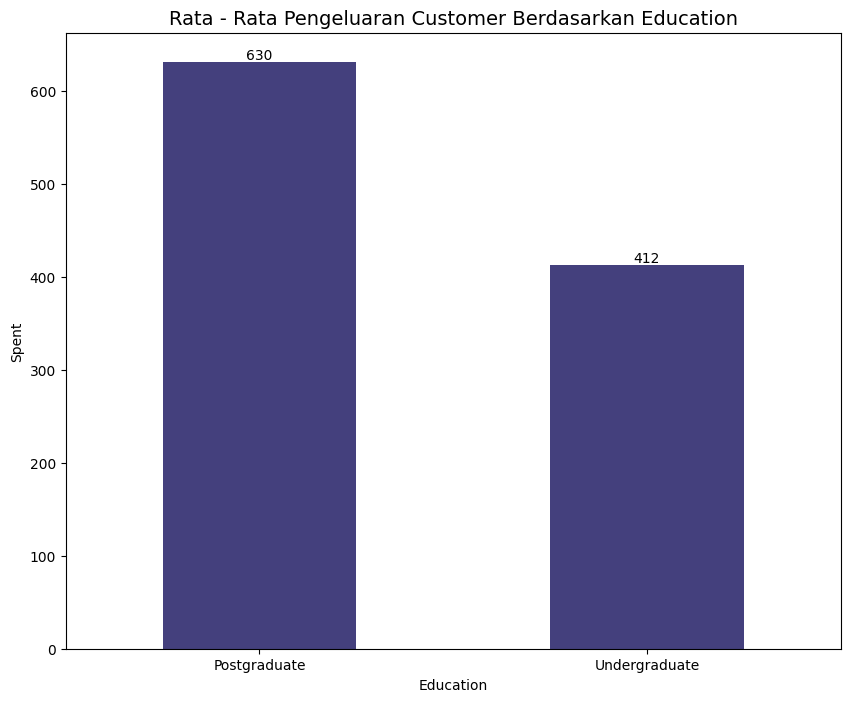 Rata - Rata Pengeluaran Customer Berdasarkan Education
630
600
500
400
300
200
100
0
412
Spent
Postgraduate
Undergraduate
Education